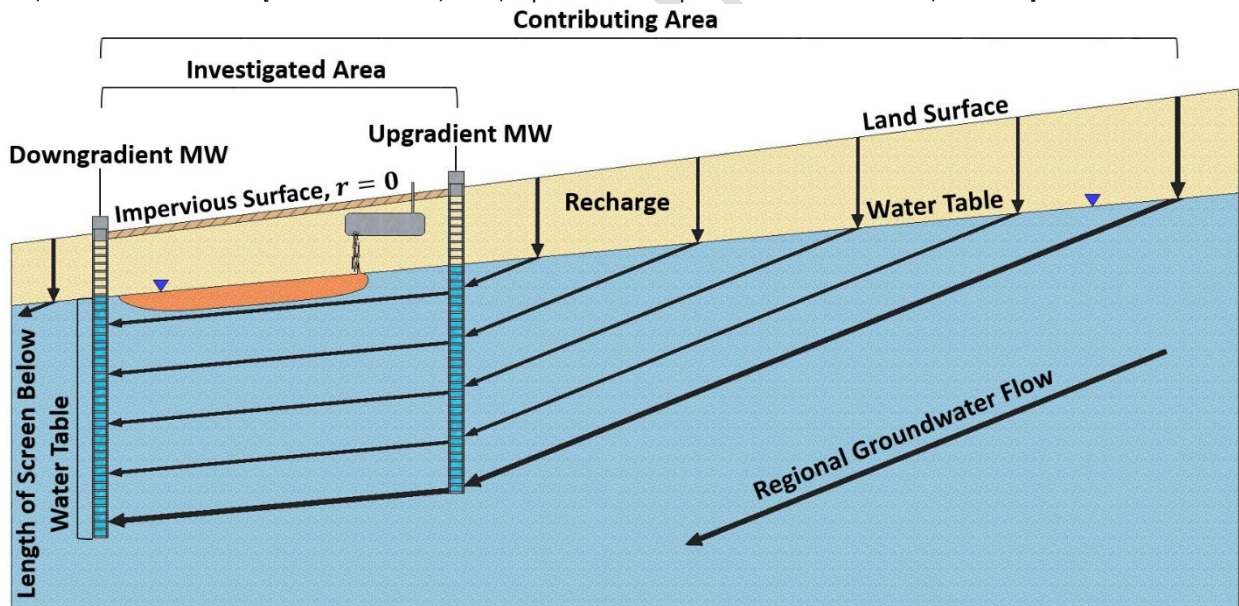 Contributing Area
Investigated Area
Upgradient MW
Downgradient MW
Land Surface
Impervious Surface, r = 0
Recharge
Water Table
Length of Screen Below
Water Table
Regional Groundwater Flow